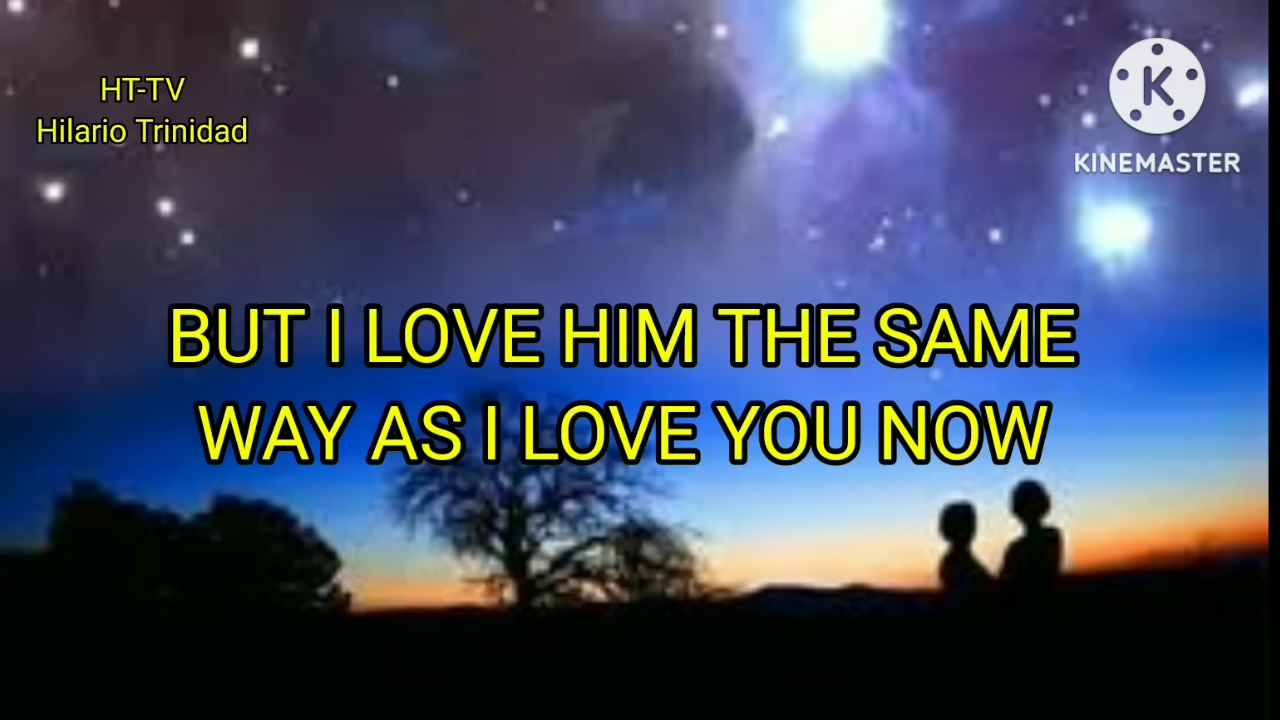 HT-TV
Hilario Trinidad
K
KINEMASTER
BUT I LOVE HIM THE SAME
WAY AS I LOVE YOU NOW